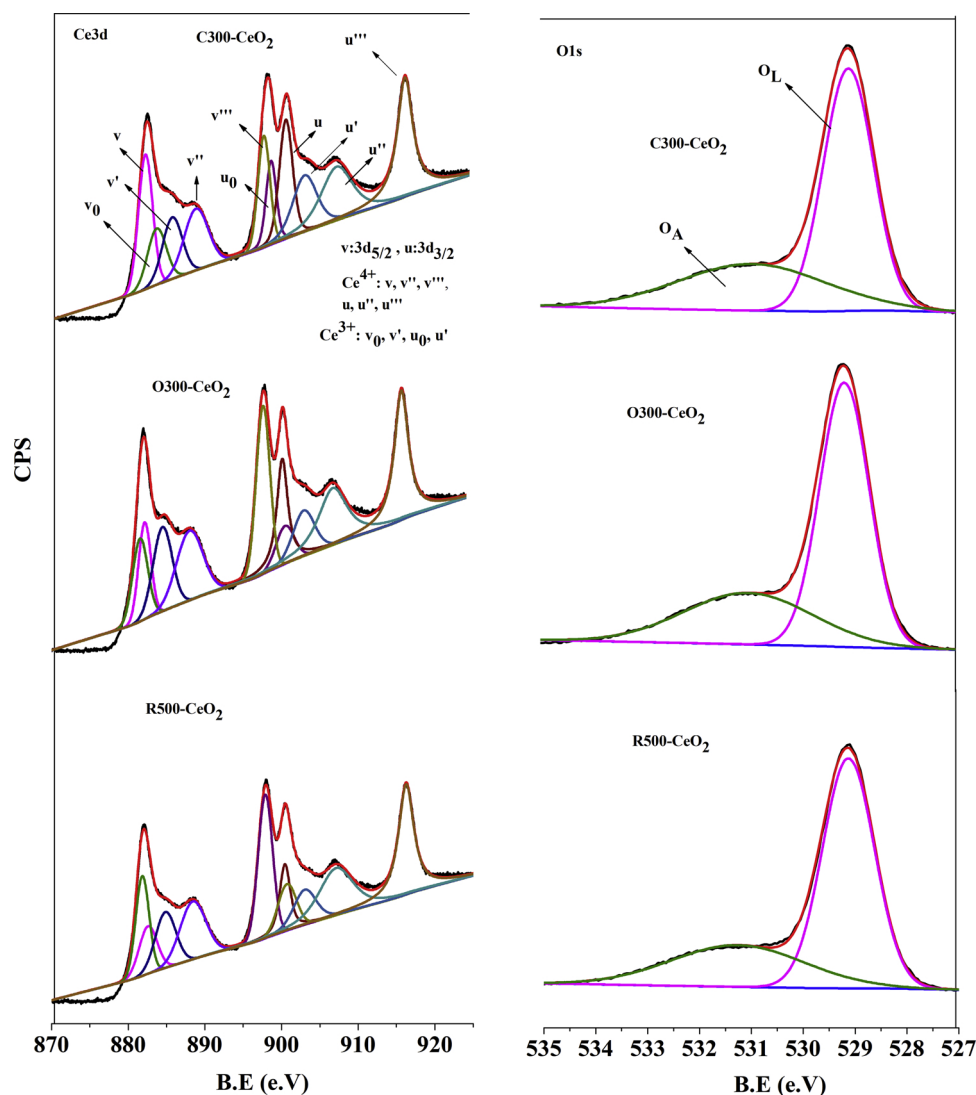 Ce3d
C300-CeO2
u'''
v'''
u
v
u'
v''
v'
u''
u0
v0
v:3d5/2 , u:3d3/2
Ce4+: v, v'', v''',
u, u'', u'''
Ce3+: v0, v', u0, u'
O300-CeO2
R500-CeO2
CPS
870 880 890 900 910 920
B.E (e.V)
O1s
OL
C300-CeO2
OA
O300-CeO2
R500-CeO2
535 534 533 531 530 529 528 527
B.E (e.V)